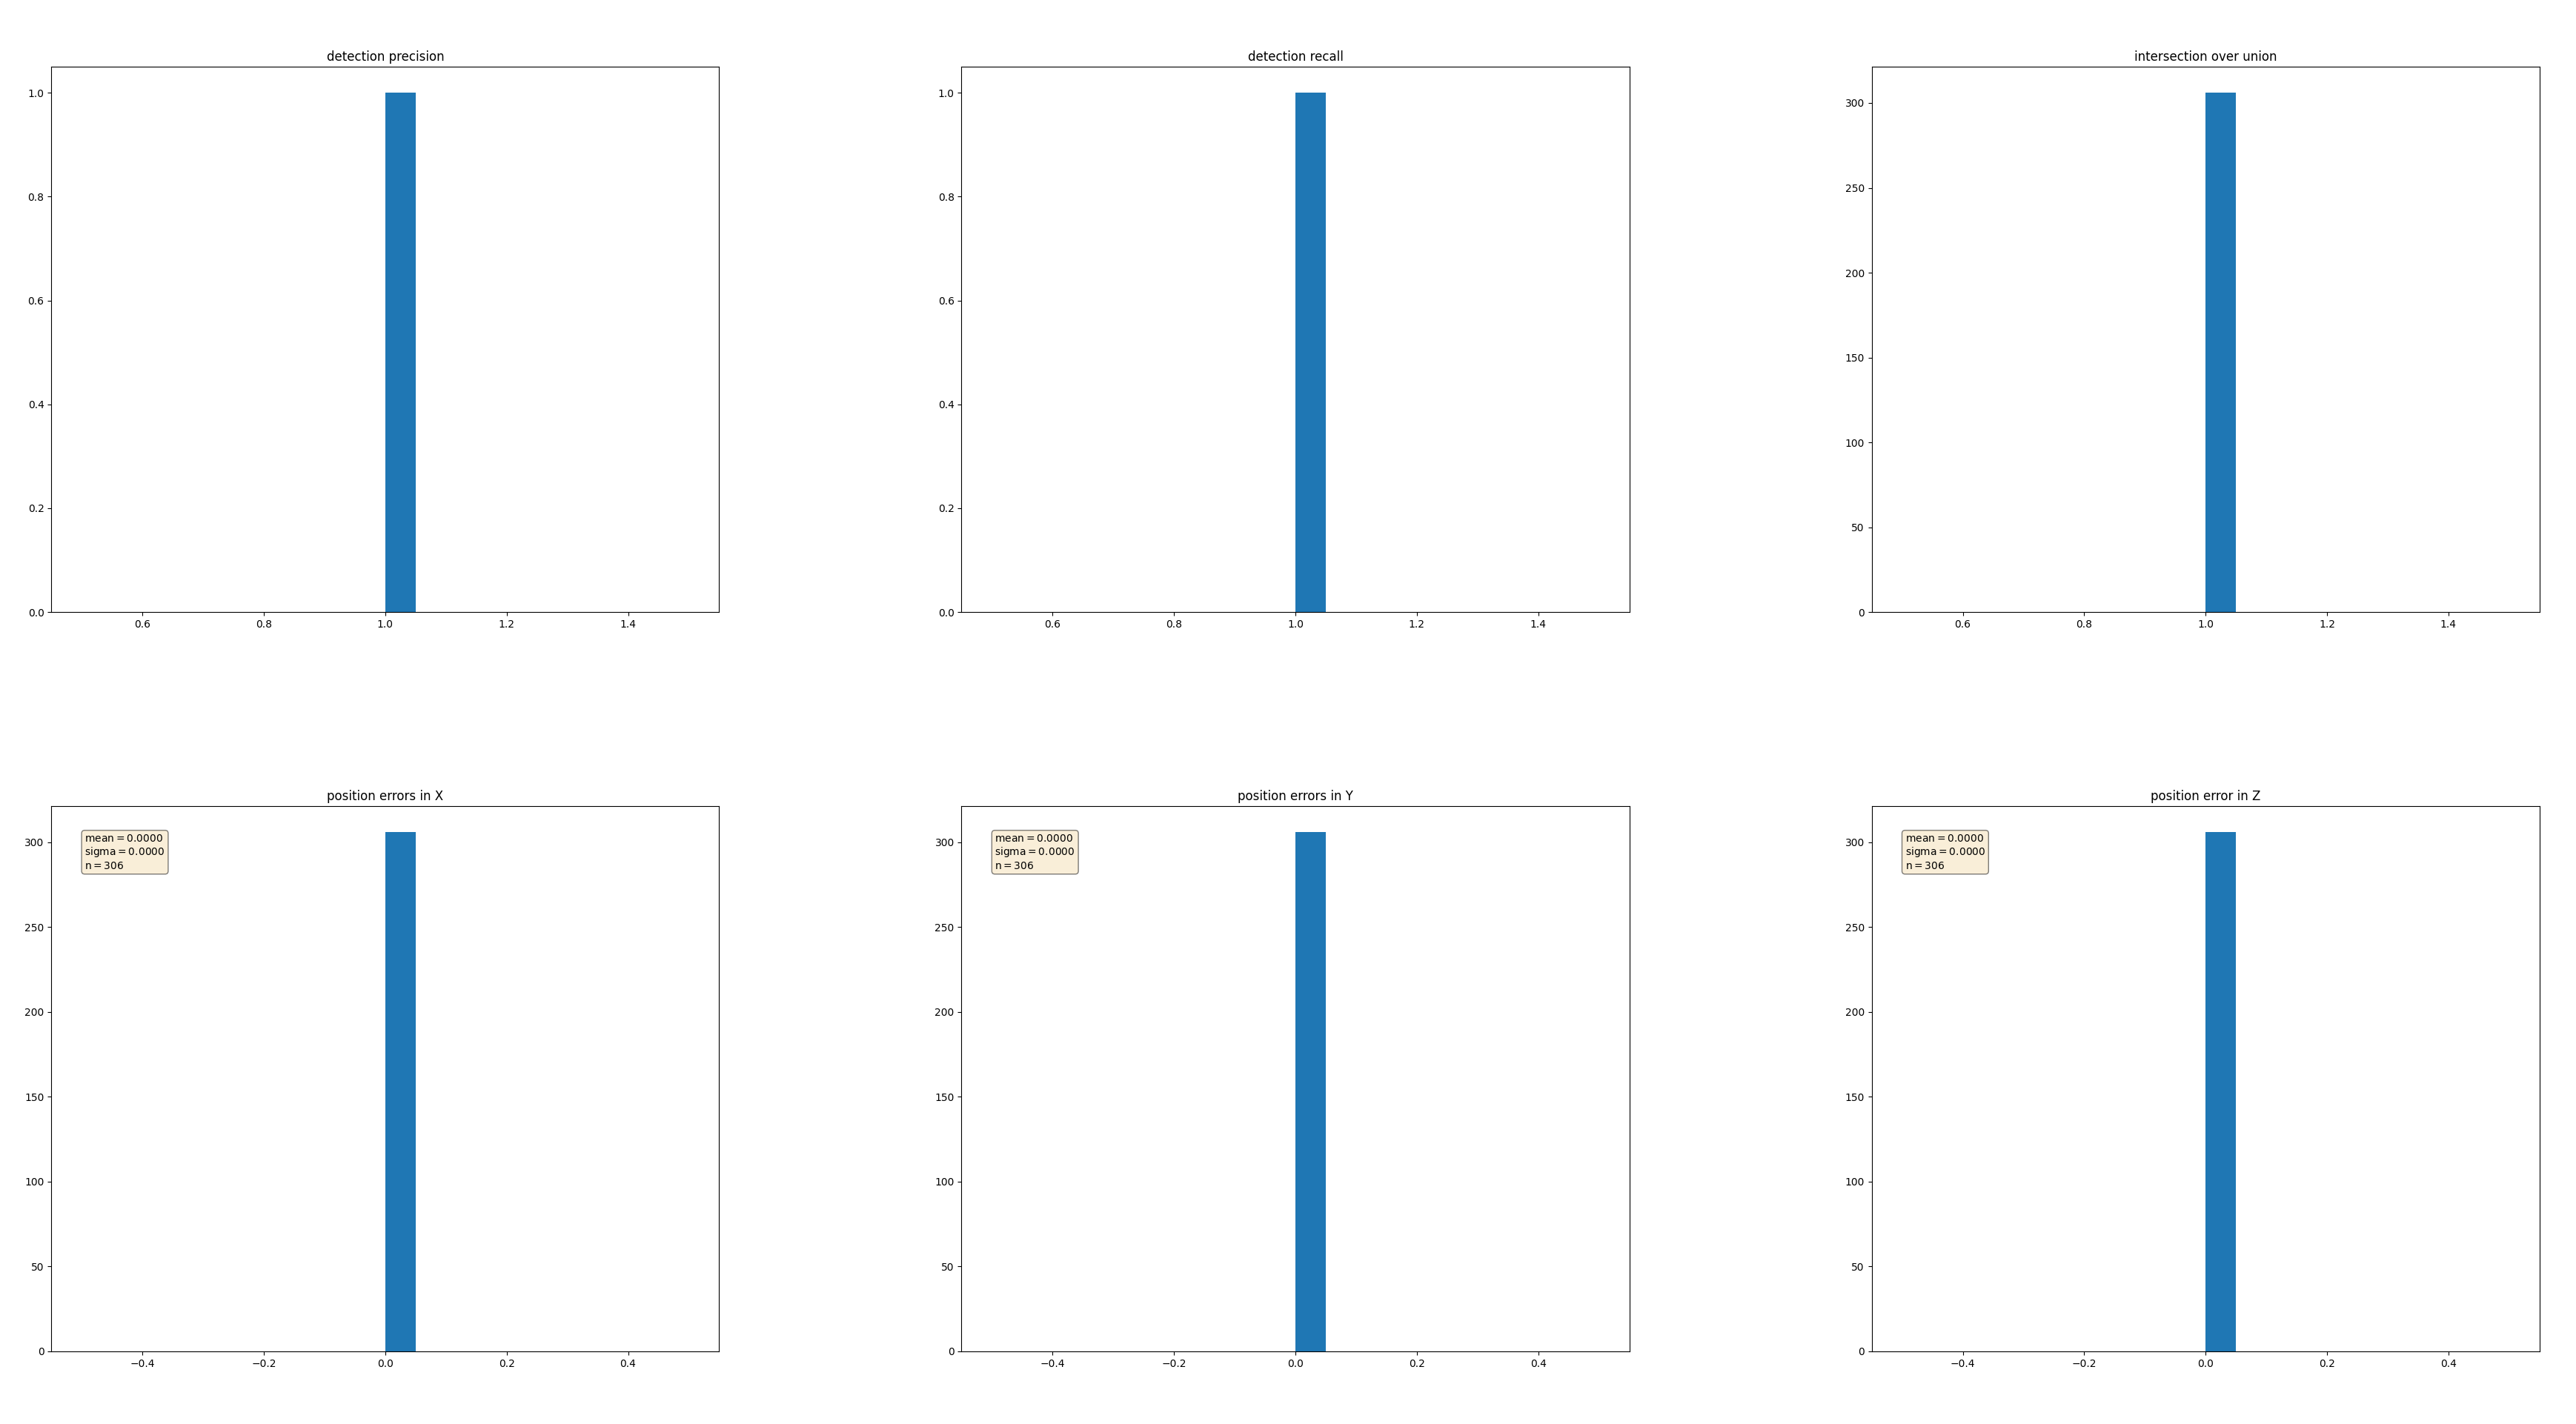 detection precision
1.0
0.8
0.6
0.4
0.2
0.0
0.6 0.8 1.0 1.2 1.4
detection recall
1.0
0.8
0.6
0.4
0.2
0.0
0.6 0.8 1.0 1.2 1.4
intersection over union
300
250
200
150
100
50
0
0.6 0.8 1.0 1.2 1.4
position errors in X
mean = 0.0000
sigma = 0.0000
n = 306
300
250
200
150
100
50
0
−0.4 −0.2 0.0 0.2 0.4
position errors in Y
mean = 0.0000
sigma = 0.0000
n = 306
300
250
200
150
100
50
0
−0.4 −0.2 0.0 0.2 0.4
position error in Z
mean = 0.0000
sigma = 0.0000
n = 306
300
250
200
150
100
50
0
−0.4 −0.2 0.0 0.2 0.4